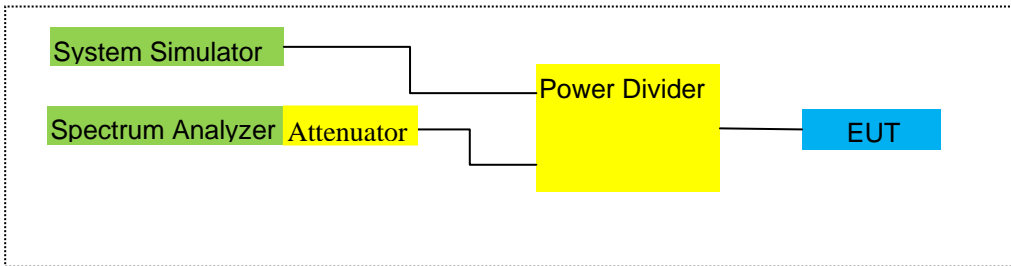 System Simulator
Power Divider
Spectrum Analyzer Attenuator
EUT